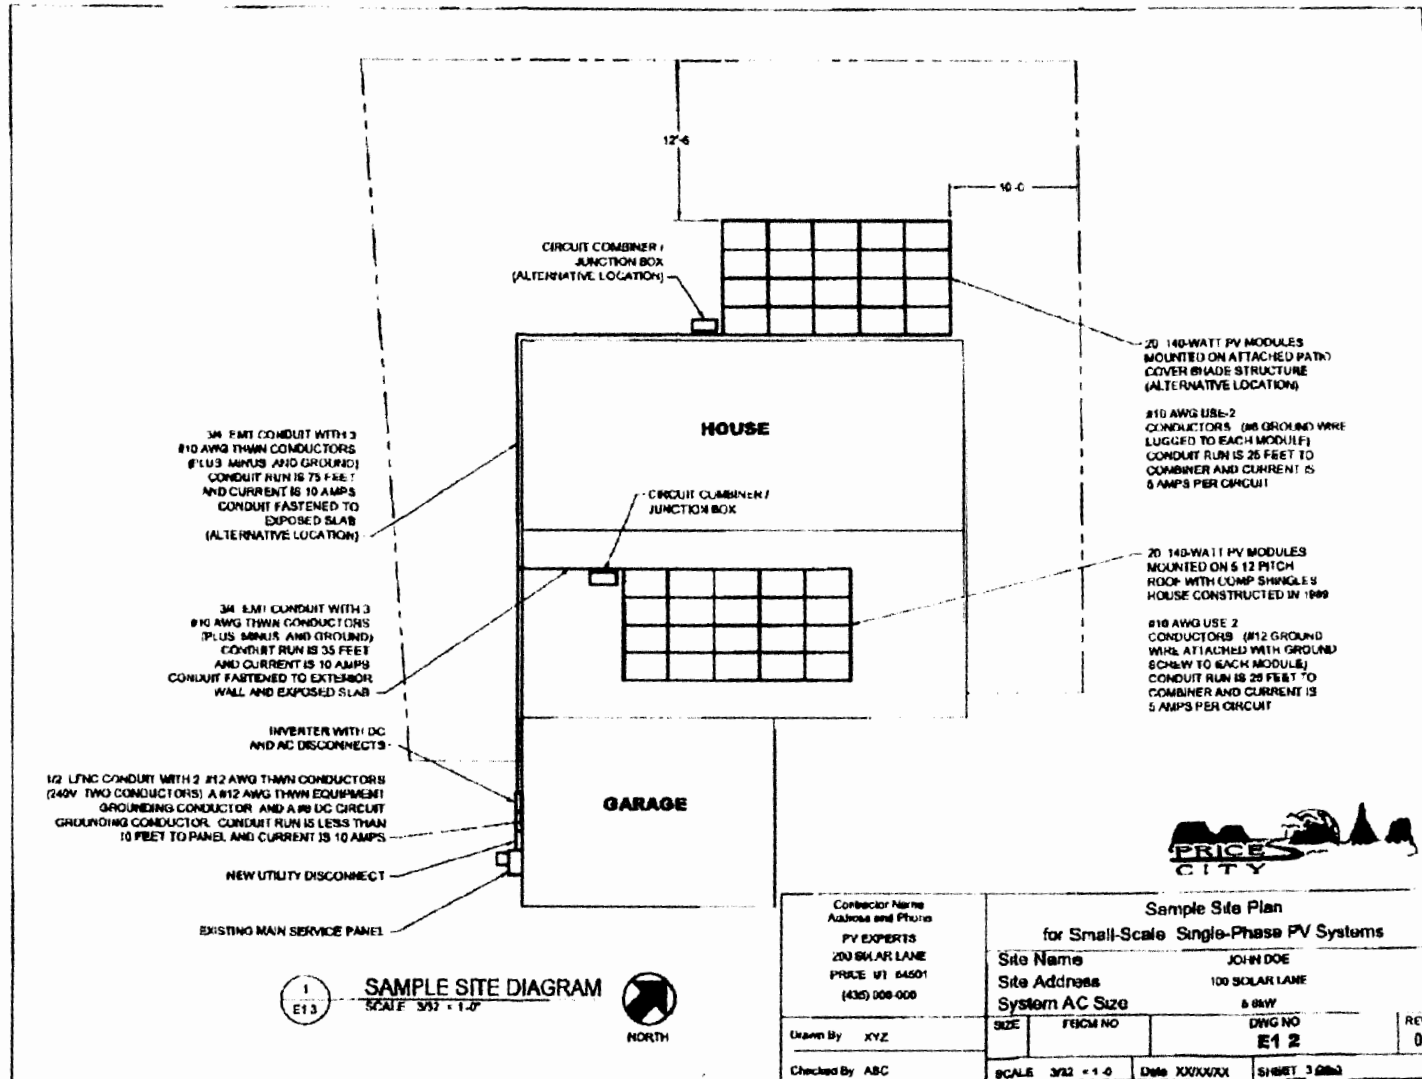 12'-6
10-0
CIRCUIT COMBINER /
JUNCTION BOX
(ALTERNATIVE LOCATION)
20 140-WATT PV MODULES
MOUNTED ON ATTACHED PATIO
COVER SHADE STRUCTURE
(ALTERNATIVE LOCATION)
#10 AWG USE-2
CONDUCTORS (#6 GROUND WIRE
LUGGED TO EACH MODULE)
CONDUIT RUN IS 25 FEET TO
COMBINER AND CURRENT IS
5 AMPS PER CIRCUIT
HOUSE
3/4 EMT CONDUIT WITH 3
#10 AWG THWN CONDUCTORS
(PLUS MINUS AND GROUND)
CONDUIT RUN IS 75 FEET
AND CURRENT IS 10 AMPS
CONDUIT FASTENED TO
EXPOSED SLAB
(ALTERNATIVE LOCATION)
CIRCUIT COMBINER /
JUNCTION BOX
20 140-WATT PV MODULES
MOUNTED ON 5 12 PITCH
ROOF WITH COMP SHINGLES
HOUSE CONSTRUCTED IN
#10 AWG USE 2
CONDUCTORS (#12 GROUND
WIRE ATTACHED WITH GROUND
SCREW TO EACH MODULE)
CONDUIT RUN IS 25 FEET TO
COMBINER AND CURRENT IS
5 AMPS PER CIRCUIT
3/4 EMT CONDUIT WITH 3
#10 AWG THWN CONDUCTORS
(PLUS MINUS AND GROUND)
CONDUIT RUN IS 35 FEET
AND CURRENT IS 10 AMPS
CONDUIT FASTENED TO EXTERIOR
WALL AND EXPOSED SLAB
INVERTER WITH DC
AND AC DISCONNECTS
1/2 LFNC CONDUIT WITH 2 #12 AWG THWN CONDUCTORS
(240V TWO CONDUCTORS) A #12 AWG THWN EQUIPMENT
GROUNDING CONDUCTOR AND A #8 DC CIRCUIT
GROUNDING CONDUCTOR CONDUIT RUN IS LESS THAN
10 FEET TO PANEL AND CURRENT IS 10 AMPS
NEW UTILITY DISCONNECT
EXISTING MAIN SERVICE PANEL
GARAGE
PRICE
CITY
1
E1 3
SAMPLE SITE DIAGRAM
SCALE 3/32 = 1-0"
NORTH
Contractor Name
Address and Phone
PV EXPERTS
200 SOLAR LANE
PRICE UT 84501
(435) 000-000
Drawn By XYZ
Checked By ABC
Sample Site Plan
for Small-Scale Single-Phase PV Systems
Site Name JOHN DOE
Site Address 100 SOLAR LANE
System AC Size
SIZE FSCM NO DWG NO REV
E1 2 0
SCALE 3/32 = 1-0 Date XX/XX/XX SHEET 3